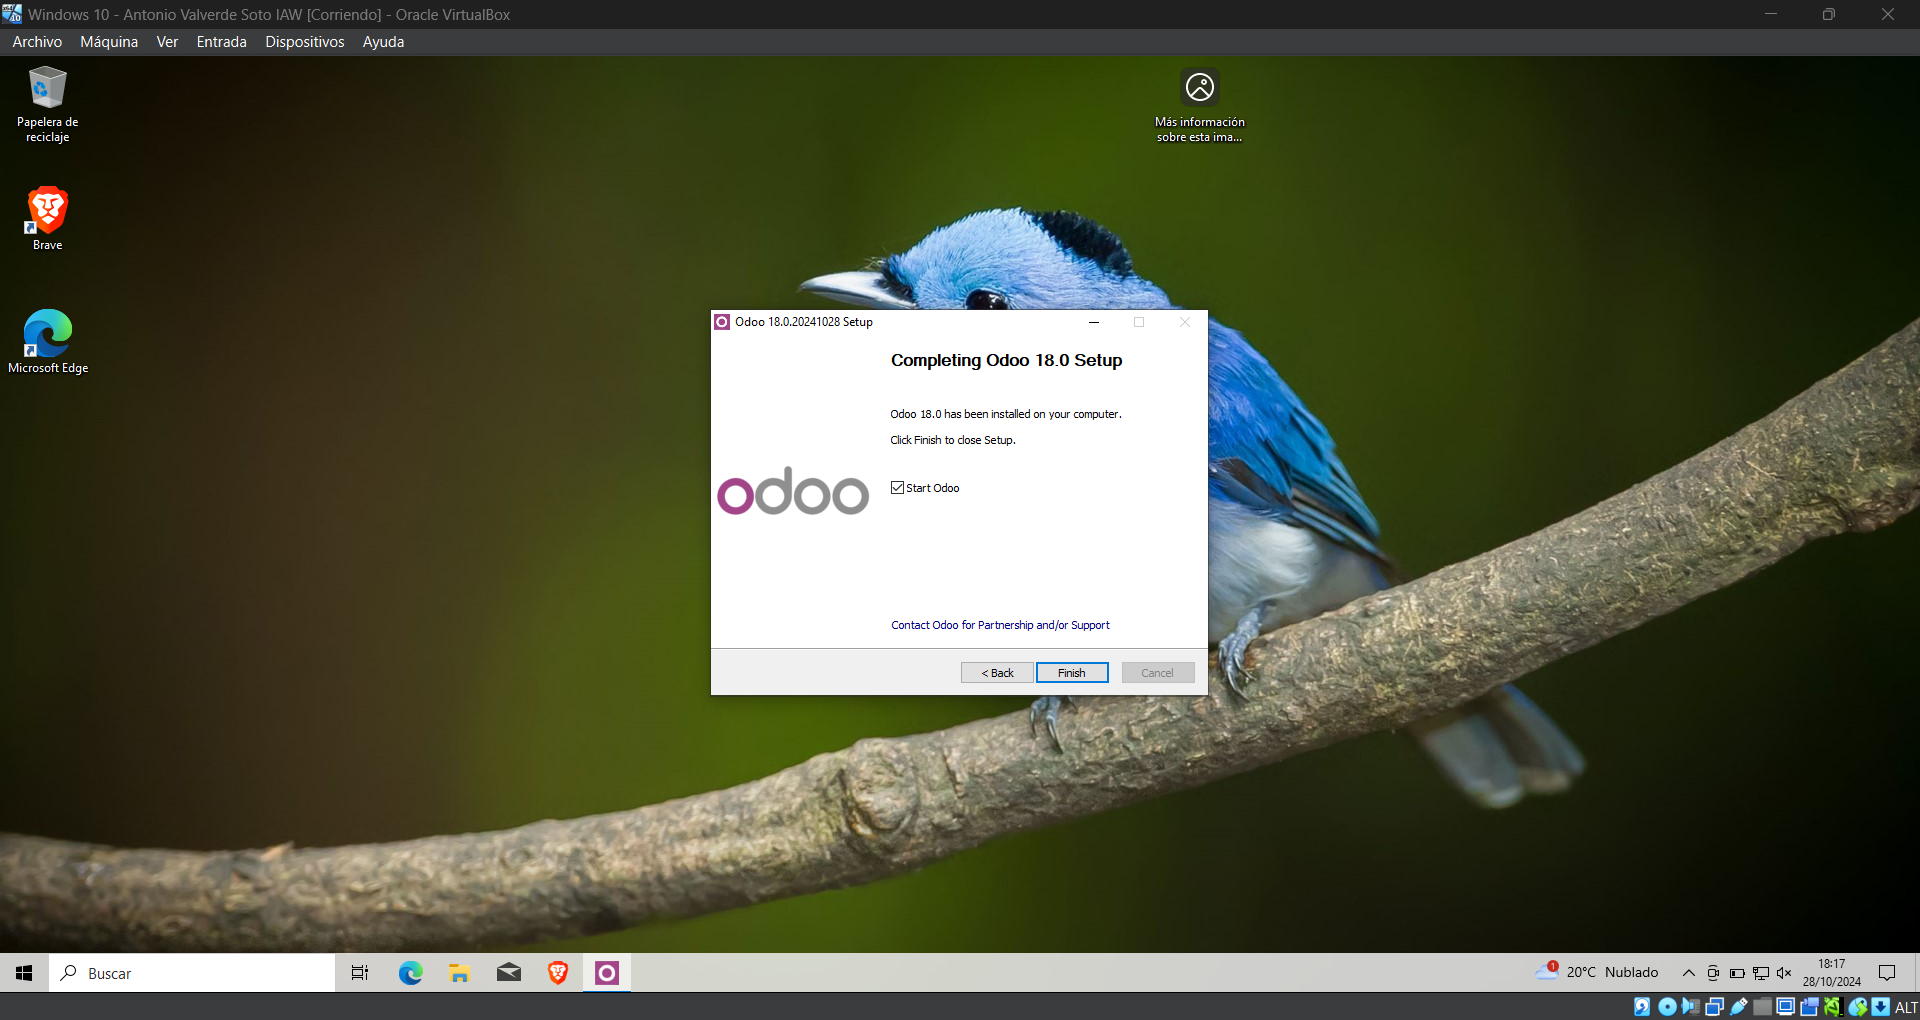 Windows 10 - Antonio Valverde Soto IAW [Corriendo] - Oracle VirtualBox
Archivo Máquina Ver Entrada Dispositivos Ayuda
Papelera de
reciclaje
Más información
sobre esta ima...
Brave
Microsoft Edge
Odoo 18.0.20241028 Setup
Completing Odoo 18.0 Setup
Odoo 18.0 has been installed on your computer.
Click Finish to close Setup.
odoo
Start Odoo
Contact Odoo for Partnership and/or Support
< Back Finish Cancel
Buscar
1
20°C Nublado
18:17
28/10/2024
ALT